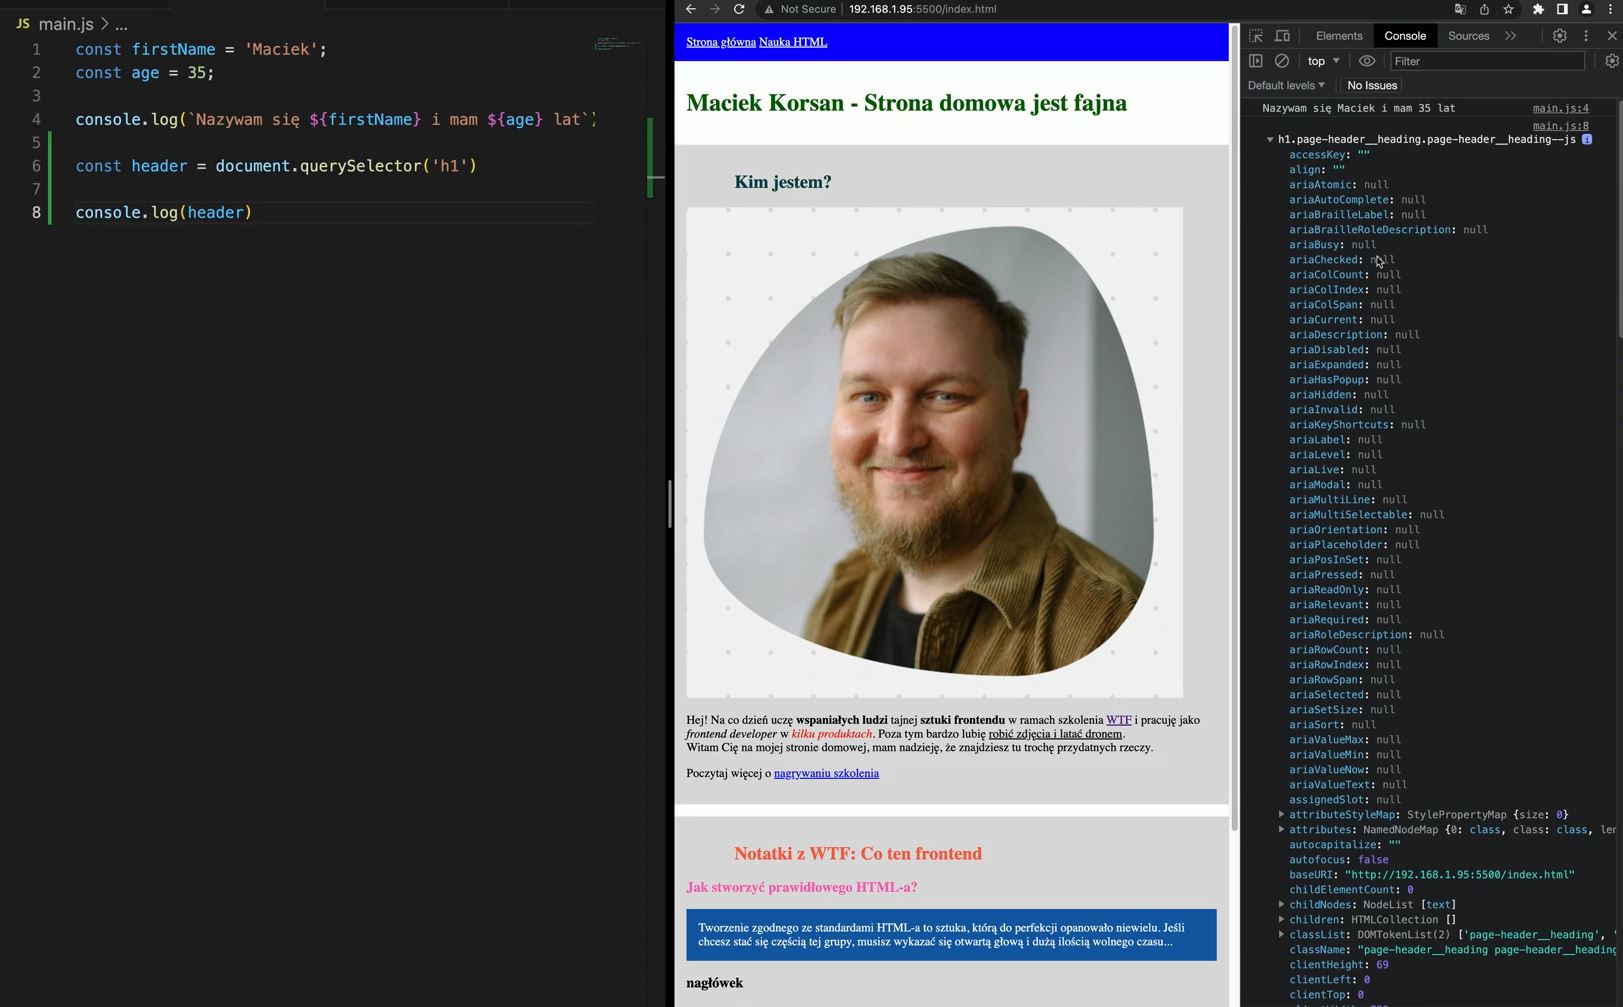 JS main.js > ...
1 const firstName = 'Maciek';
2 const age = 35;
3
4 console.log(`Nazywam się ${firstName} i mam ${age} lat`)
5
6 const header = document.querySelector('h1')
7
8 console.log(header)
Not Secure | 192.168.1.95:5500/index.html
Strona główna Nauka HTML
Maciek Korsan - Strona domowa jest fajna
Kim jestem?
Hej! Na co dzień uczę wspaniałych ludzi tajnej sztuki frontendu w ramach szkolenia WTF i pracuję jako
frontend developer w kilku produktach. Poza tym bardzo lubię robić zdjęcia i latać dronem.
Witam Cię na mojej stronie domowej, mam nadzieję, że znajdziesz tu trochę przydatnych rzeczy.
Poczytaj więcej o nagrywaniu szkolenia
Notatki z WTF: Co ten frontend
Jak stworzyć prawidłowego HTML-a?
Tworzenie zgodnego ze standardami HTML-a to sztuka, którą do perfekcji opanowało niewielu. Jeśli
chcesz stać się częścią tej grupy, musisz wykazać się otwartą głową i dużą ilością wolnego czasu...
nagłówek
Elements Console Sources
top Filter
Default levels No Issues
Nazywam się Maciek i mam 35 lat main.js:4
main.js:8
h1.page-header__heading.page-header__heading--js
accessKey: ""
align: ""
ariaAtomic: null
ariaAutoComplete: null
ariaBrailleLabel: null
ariaBrailleRoleDescription: null
ariaBusy: null
ariaChecked: null
ariaColCount: null
ariaColIndex: null
ariaColSpan: null
ariaCurrent: null
ariaDescription: null
ariaDisabled: null
ariaExpanded: null
ariaHasPopup: null
ariaHidden: null
ariaInvalid: null
ariaKeyShortcuts: null
ariaLabel: null
ariaLevel: null
ariaLive: null
ariaModal: null
ariaMultiLine: null
ariaMultiSelectable: null
ariaOrientation: null
ariaPlaceholder: null
ariaPosInSet: null
ariaPressed: null
ariaReadOnly: null
ariaRelevant: null
ariaRequired: null
ariaRoleDescription: null
ariaRowCount: null
ariaRowIndex: null
ariaRowSpan: null
ariaSelected: null
ariaSetSize: null
ariaSort: null
ariaValueMax: null
ariaValueMin: null
ariaValueNow: null
ariaValueText: null
assignedSlot: null
attributeStyleMap: StylePropertyMap {size: 0}
attributes: NamedNodeMap {0: class, class: class, ler
autocapitalize: ""
autofocus: false
baseURI: "http://192.168.1.95:5500/index.html"
childElementCount: 0
childNodes: NodeList [text]
children: HTMLCollection []
classList: DOMTokenList(2) ['page-header__heading', '
className: "page-header__heading page-header__heading
clientHeight: 69
clientLeft: 0
clientTop: 0